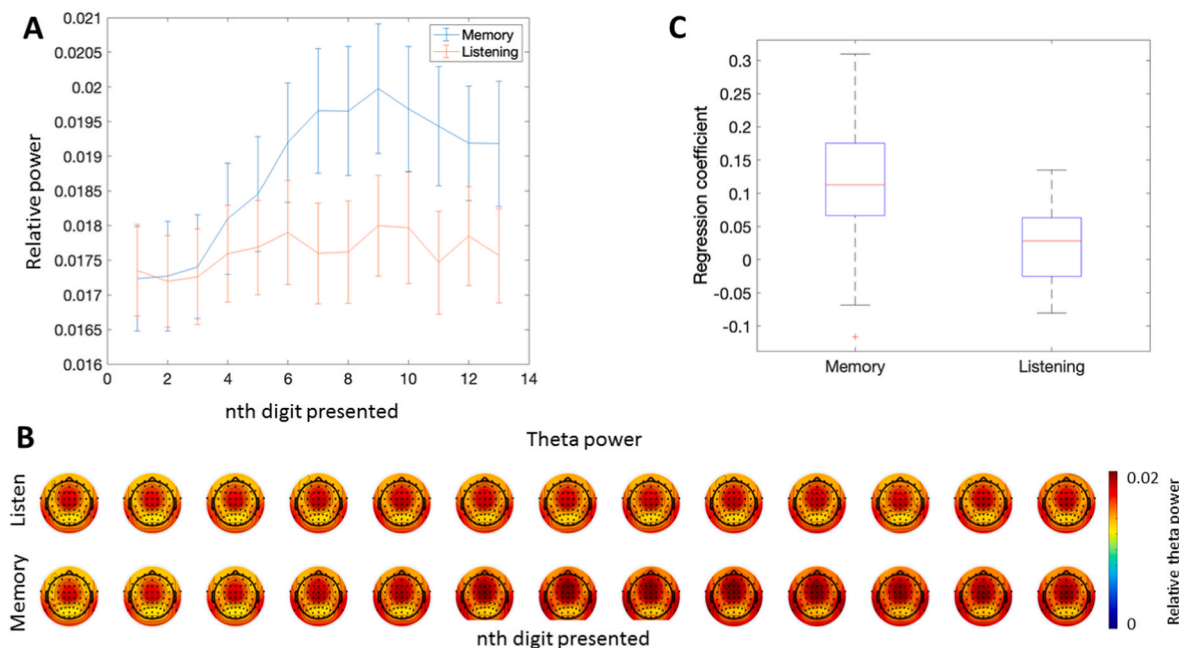 A
Relative power
0.021
0.0205
0.02
0.0195
0.019
0.0185
0.018
0.0175
0.017
0.0165
0.016
0 2 4 6 8 10 12 14
nth digit presented
Memory
Listening
C
Regression coefficient
0.3
0.25
0.2
0.15
0.1
0.05
0
-0.05
-0.1
Memory Listening
B
Theta power
Listen
Memory
nth digit presented
0.02
0
Relative theta power